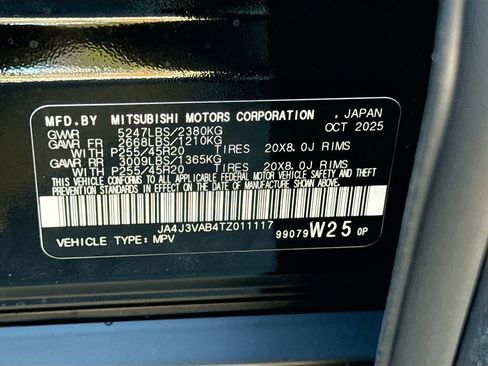 MFD.BY MITSUBISHI MOTORS CORPORATION , JAPAN
GVWR 5247LBS/2380KG OCT 2025
GAWR FR 2668LBS/1210KG
WITH P255/45R20 TIRES 20X8.0J RIMS
GAWR RR 3009LBS/1365KG
WITH P255/45R20 TIRES 20X8.0J RIMS
THIS VEHICLE CONFORMS TO ALL APPLICABLE FEDERAL MOTOR VEHICLE SAFETY AND THEFT
PREVENTION STANDARDS IN EFFECT ON THE DATE OF MANUFACTURE SHOWN ABOVE.
JA4J3VAB4TZ011117
VEHICLE TYPE: MPV 99079 W25 0P